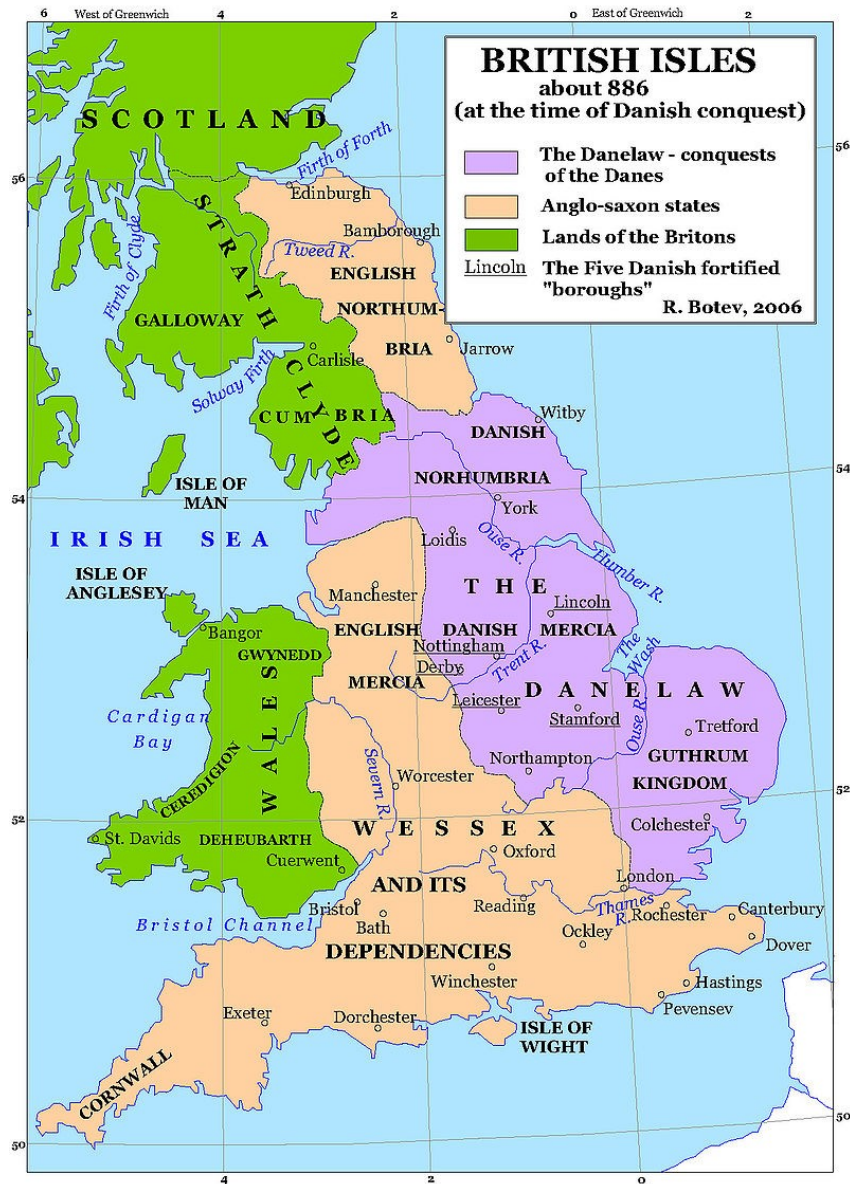 6
West of Greenwich
4
2
0
East of Greenwich
2
BRITISH ISLES
about 886
(at the time of Danish conquest)
The Danelaw - conquests
of the Danes
Anglo-saxon states
Lands of the Britons
Lincoln
The Five Danish fortified
"boroughs"
R. Botev, 2006
SCOTLAND
56
56
Firth of Forth
Edinburgh
Bamborough
STRATH
CLYDE
Tweed R.
Firth of Clyde
ENGLISH
NORTHUM-
BRIA
GALLOWAY
Jarrow
Carlisle
Solway Firth
CUM BRIA
Witby
DANISH
NORHUMBRIA
54
54
ISLE OF
MAN
York
IRISH SEA
Loidis
Ouse R.
Humber R.
ISLE OF
ANGLESEY
THE
Manchester
Lincoln
Bangor
ENGLISH
MERCIA
DANISH
MERCIA
Nottingham
The
Wash
GWYNEDD
Derby
Trent R.
WALES
DANELAW
Leicester
Stamford
Cardigan
Bay
Ouse R.
Tretford
Severn R.
Northampton
GUTHRUM
KINGDOM
CEREDIGION
Worcester
52
52
WESSEX
Colchester
St. Davids
DEHEUBARTH
Oxford
Cuerwent
London
AND ITS
Bristol
Reading
Thames
R.
Rochester
Canterbury
Bristol Channel
Bath
Ockley
Dover
DEPENDENCIES
Winchester
Hastings
Pevensev
Exeter
Dorchester
ISLE OF
WIGHT
CORNWALL
50
50
4
2
0